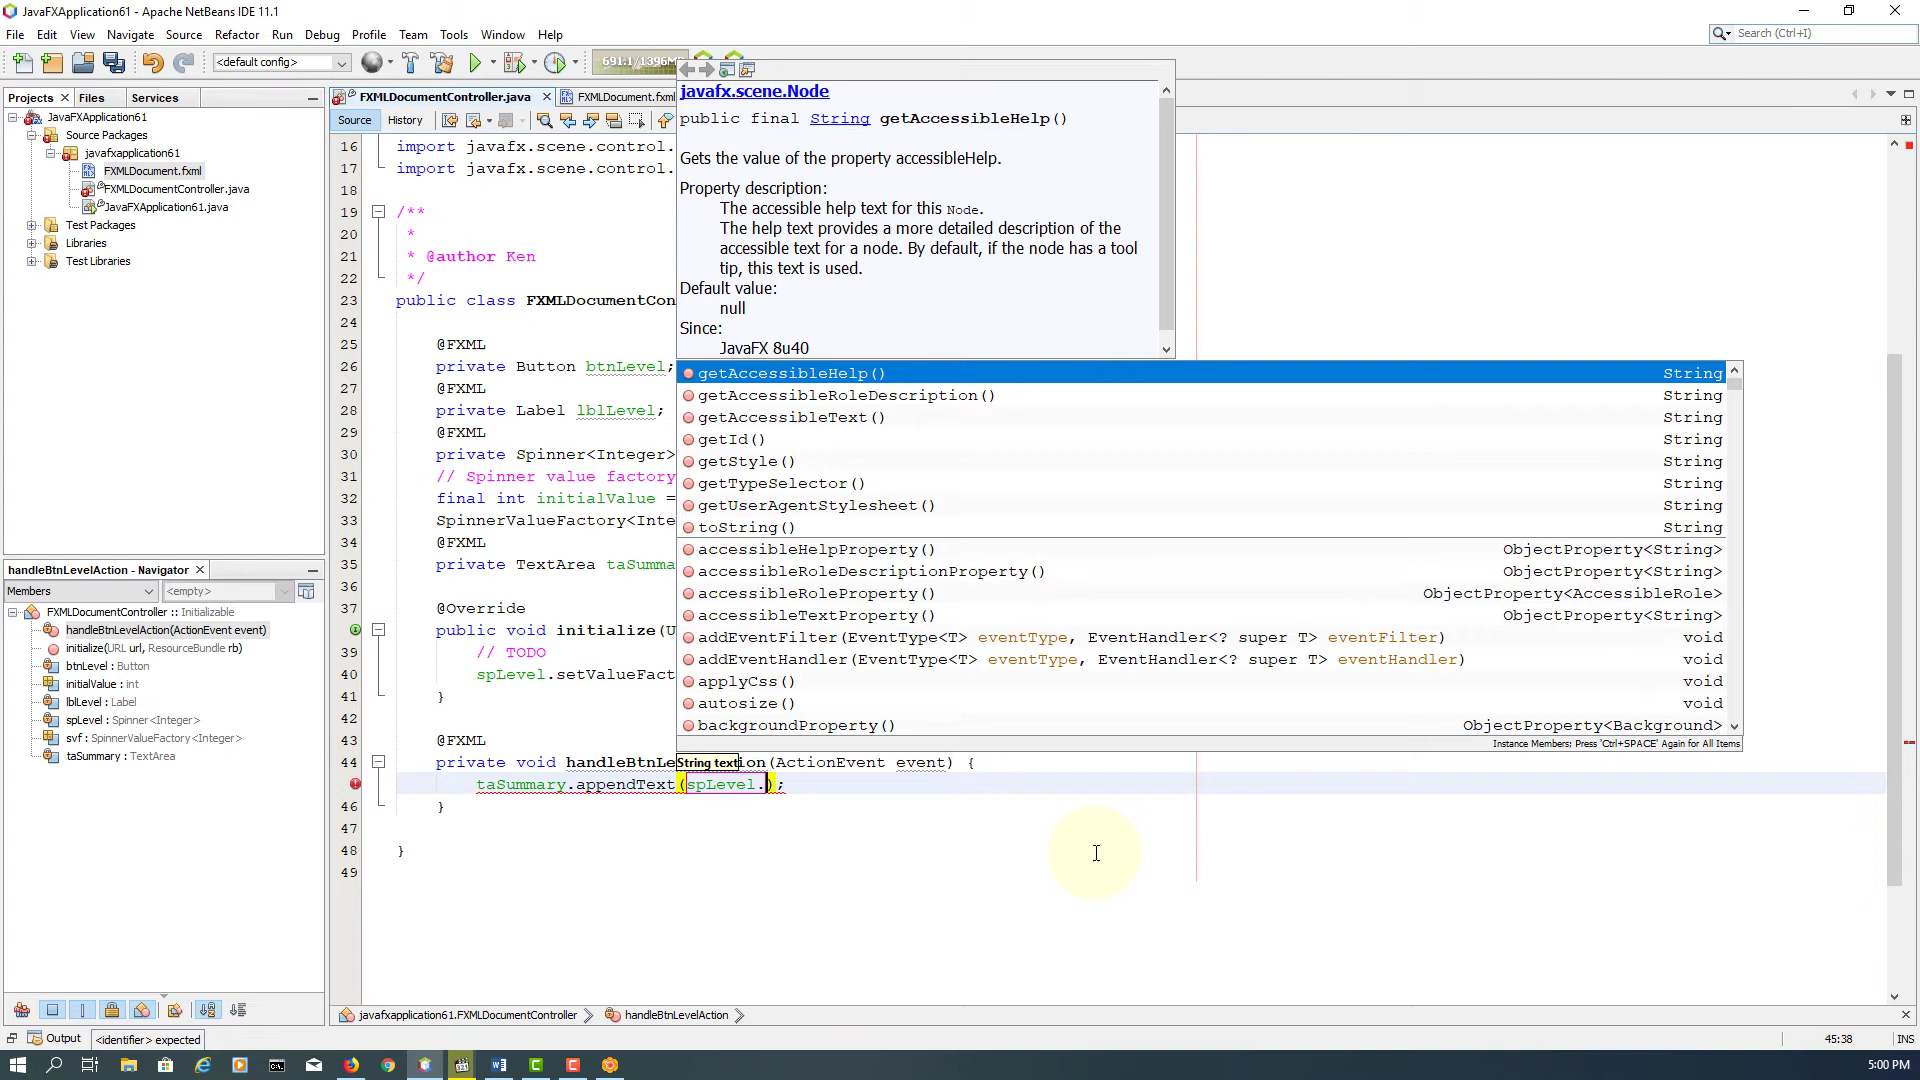 JavaFXApplication61 - Apache NetBeans IDE 11.1
File Edit View Navigate Source Refactor Run Debug Profile Team Tools Window Help
Search (Ctrl+I)
<default config>
691.1/1396M
Projects Files Services
FXMLDocumentController.java FXMLDocument.fxml
Source History
JavaFXApplication61
Source Packages
javafxapplication61
FXMLDocument.fxml
FXMLDocumentController.java
JavaFXApplication61.java
Test Packages
Libraries
Test Libraries
javafx.scene.Node
public final String getAccessibleHelp()
Gets the value of the property accessibleHelp.
Property description:
The accessible help text for this Node.
The help text provides a more detailed description of the
accessible text for a node. By default, if the node has a tool
tip, this text is used.
Default value:
null
Since:
JavaFX 8u40
16 import javafx.scene.control.
17 import javafx.scene.control.
18
19 /**
20 *
21 * @author Ken
22 */
23 public class FXMLDocumentCon
24
25 @FXML
26 private Button btnLevel;
27 @FXML
28 private Label lblLevel;
29 @FXML
30 private Spinner<Integer>
31 // Spinner value factory
32 final int initialValue =
33 SpinnerValueFactory<Inte
34 @FXML
35 private TextArea taSumma
36
37 @Override
public void initialize(U
39 // TODO
40 spLevel.setValueFact
41 }
42
43 @FXML
44 private void handleBtnLe String text ion(ActionEvent event) {
taSummary.appendText(spLevel.);
46 }
47
48 }
49
getAccessibleHelp() String
getAccessibleRoleDescription() String
getAccessibleText() String
getId() String
getStyle() String
getTypeSelector() String
getUserAgentStylesheet() String
toString() String
accessibleHelpProperty() ObjectProperty<String>
accessibleRoleDescriptionProperty() ObjectProperty<String>
accessibleRoleProperty() ObjectProperty<AccessibleRole>
accessibleTextProperty() ObjectProperty<String>
addEventFilter(EventType<T> eventType, EventHandler<? super T> eventFilter) void
addEventHandler(EventType<T> eventType, EventHandler<? super T> eventHandler) void
applyCss() void
autosize() void
backgroundProperty() ObjectProperty<Background>
Instance Members; Press 'Ctrl+SPACE' Again for All Items
handleBtnLevelAction - Navigator
Members <empty>
FXMLDocumentController :: Initializable
handleBtnLevelAction(ActionEvent event)
initialize(URL url, ResourceBundle rb)
btnLevel : Button
initialValue : int
lblLevel : Label
spLevel : Spinner<Integer>
svf : SpinnerValueFactory<Integer>
taSummary : TextArea
javafxapplication61.FXMLDocumentController handleBtnLevelAction
Output <identifier> expected 45:38 INS
5:00 PM